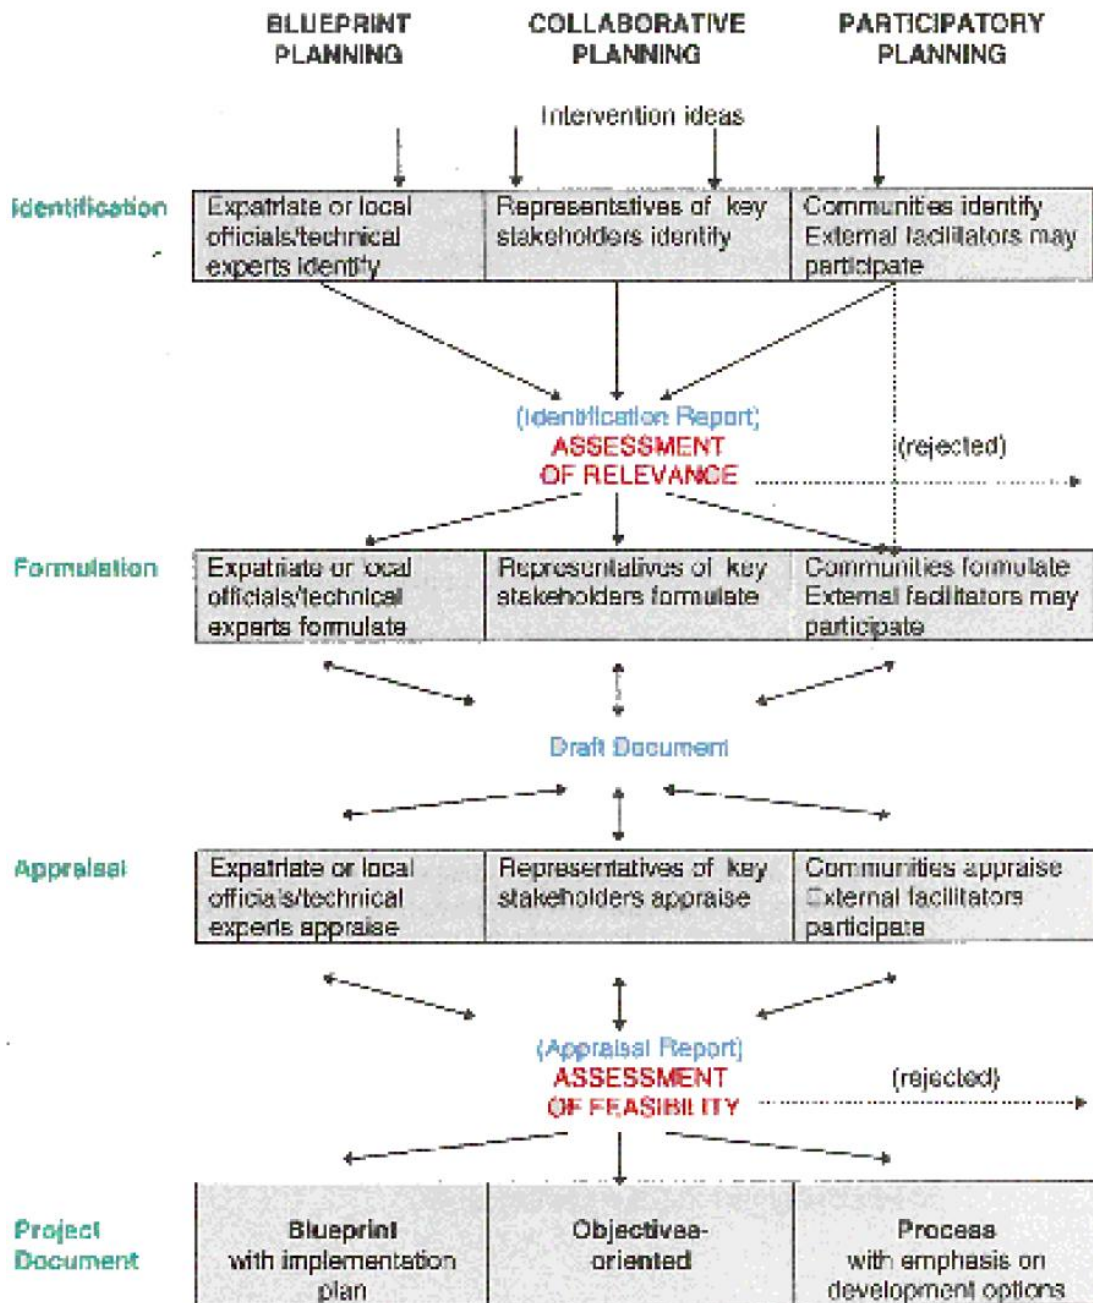 BLUEPRINT
PLANNING
COLLABORATIVE
PLANNING
PARTICIPATORY
PLANNING
Intervention ideas
Identification
Expatriate or local
officials/technical
experts identify
Representatives of key
stakeholders identify
Communities identify
External facilitators may
participate
(Identification Report)
ASSESSMENT
OF RELEVANCE
(rejected)
Formulation
Expatriate or local
officials/technical
experts formulate
Representatives of key
stakeholders formulate
Communities formulate
External facilitators may
participate
Draft Document
Appraisal
Expatriate or local
officials/technical
experts appraise
Representatives of key
stakeholders appraise
Communities appraise
External facilitators
participate
(Appraisal Report)
ASSESSMENT
OF FEASIBILITY
(rejected)
Project
Document
Blueprint
with implementation
plan
Objectives-
oriented
Process
with emphasis on
development options